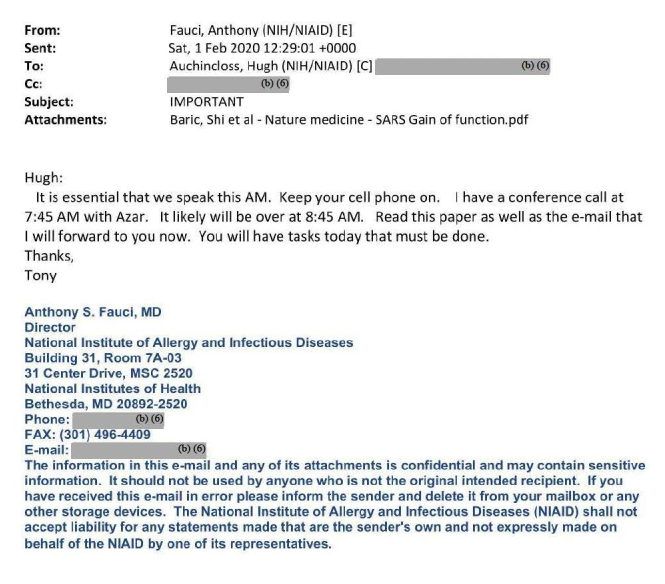 From: Fauci, Anthony (NIH/NIAID) [E]
Sent: Sat, 1 Feb 2020 12:29:01 +0000
To: Auchincloss, Hugh (NIH/NIAID) [C] (b) (6)
Cc: (b) (6)
Subject: IMPORTANT
Attachments: Baric, Shi et al - Nature medicine - SARS Gain of function.pdf
Hugh:
It is essential that we speak this AM. Keep your cell phone on. I have a conference call at
7:45 AM with Azar. It likely will be over at 8:45 AM. Read this paper as well as the e-mail that
I will forward to you now. You will have tasks today that must be done.
Thanks,
Tony
Anthony S. Fauci, MD
Director
National Institute of Allergy and Infectious Diseases
Building 31, Room 7A-03
31 Center Drive, MSC 2520
National Institutes of Health
Bethesda, MD 20892-2520
Phone: (b) (6)
FAX: (301) 496-4409
E-mail: (b) (6)
The information in this e-mail and any of its attachments is confidential and may contain sensitive
information. It should not be used by anyone who is not the original intended recipient. If you
have received this e-mail in error please inform the sender and delete it from your mailbox or any
other storage devices. The National Institute of Allergy and Infectious Diseases (NIAID) shall not
accept liability for any statements made that are the sender's own and not expressly made on
behalf of the NIAID by one of its representatives.